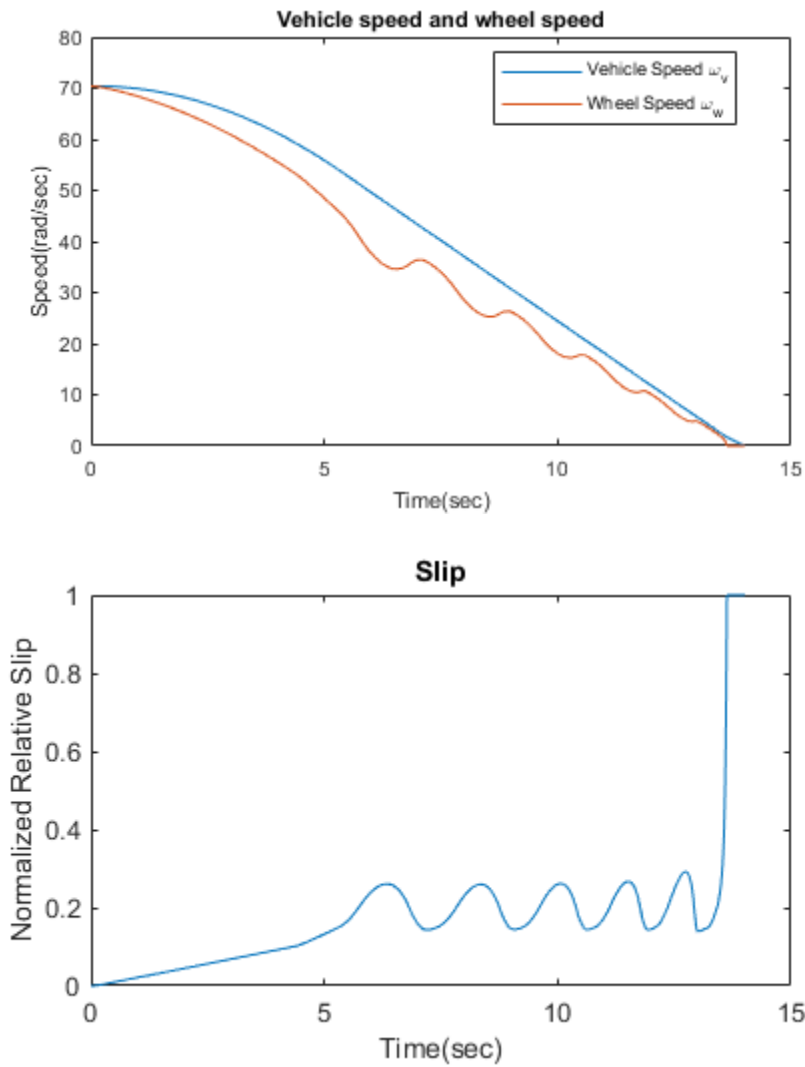 Vehicle speed and wheel speed
80
70
60
50
40
30
20
10
0
Speed(rad/sec)
Vehicle Speed ω_v
Wheel Speed ω_w
0 5 10 15
Time(sec)
Slip
1
0.8
0.6
0.4
0.2
0
Normalized Relative Slip
0 5 10 15
Time(sec)